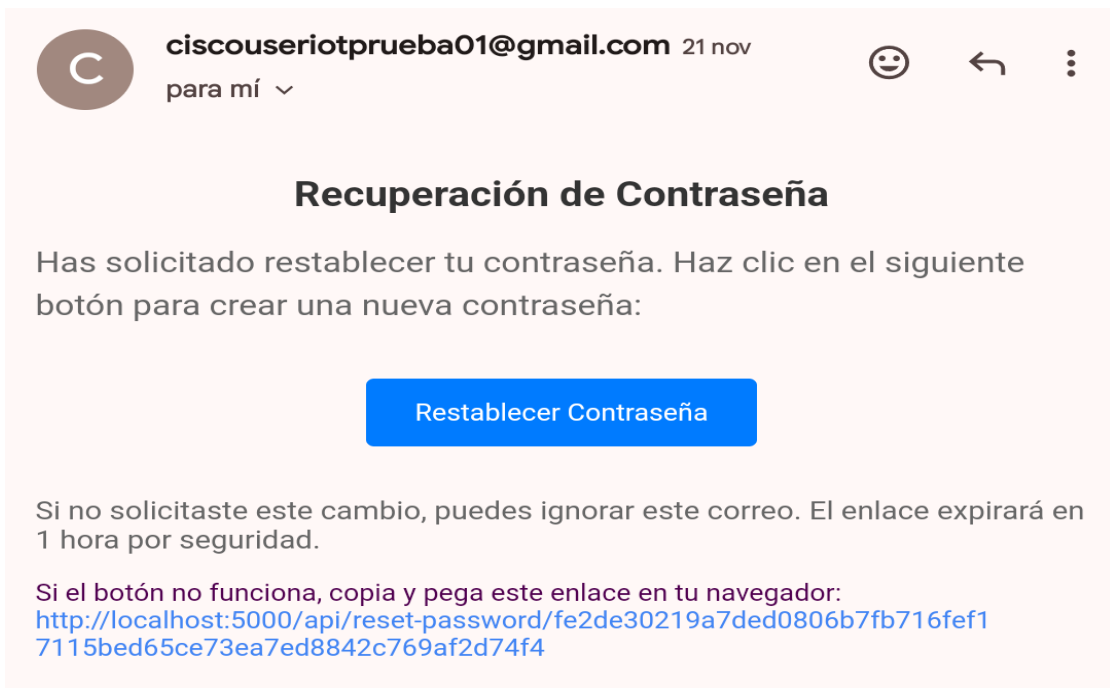 C
ciscouseriotprueba01@gmail.com 21 nov
para mí
Recuperación de Contraseña
Has solicitado restablecer tu contraseña. Haz clic en el siguiente
botón para crear una nueva contraseña:
Restablecer Contraseña
Si no solicitaste este cambio, puedes ignorar este correo. El enlace expirará en
1 hora por seguridad.
Si el botón no funciona, copia y pega este enlace en tu navegador:
http://localhost:5000/api/reset-password/fe2de30219a7ded0806b7fb716fef1
7115bed65ce73ea7ed8842c769af2d74f4